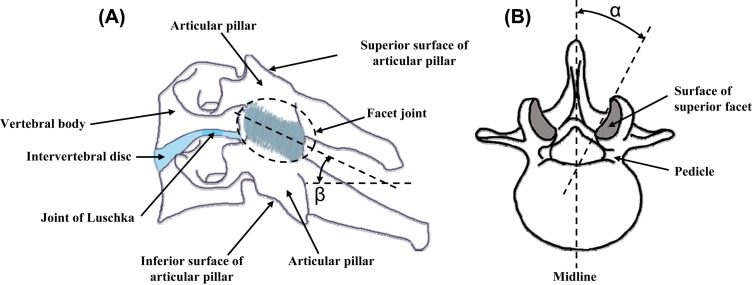 (A)
Articular pillar
Superior surface of
articular pillar
Facet joint
Vertebral body
Intervertebral disc
Joint of Luschka
β
Inferior surface of
articular pillar
Articular pillar
(B)
α
Surface of
superior facet
Pedicle
Midline